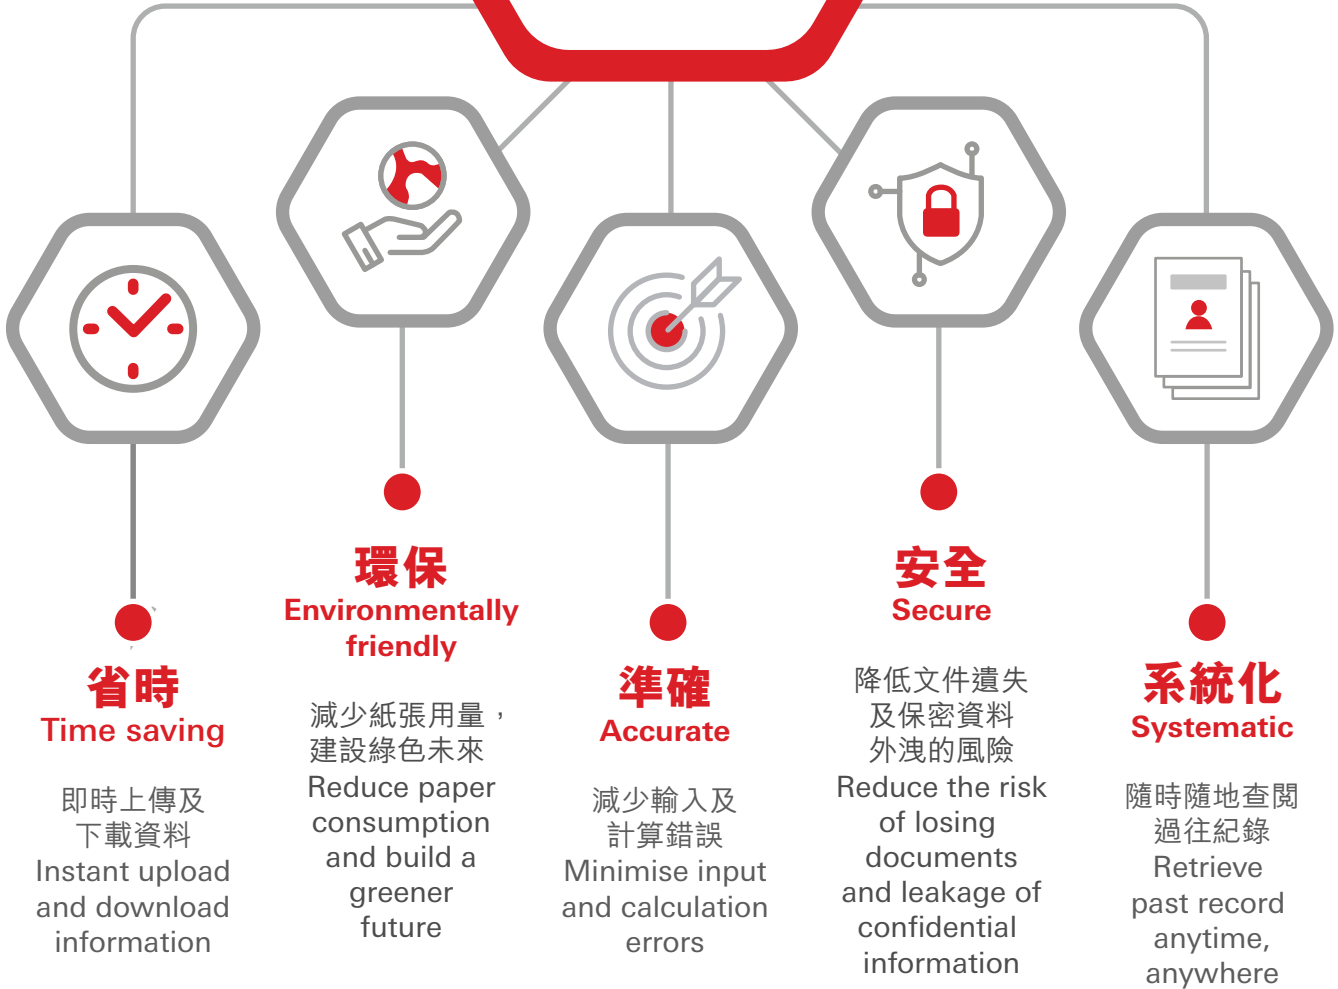 省時
Time saving
即時上傳及
下載資料
Instant upload
and download
information
環保
Environmentally
friendly
減少紙張用量，
建設綠色未來
Reduce paper
consumption
and build a
greener
future
準確
Accurate
減少輸入及
計算錯誤
Minimise input
and calculation
errors
安全
Secure
降低文件遺失
及保密資料
外洩的風險
Reduce the risk
of losing
documents
and leakage of
confidential
information
系統化
Systematic
隨時隨地查閱
過往紀錄
Retrieve
past record
anytime,
anywhere